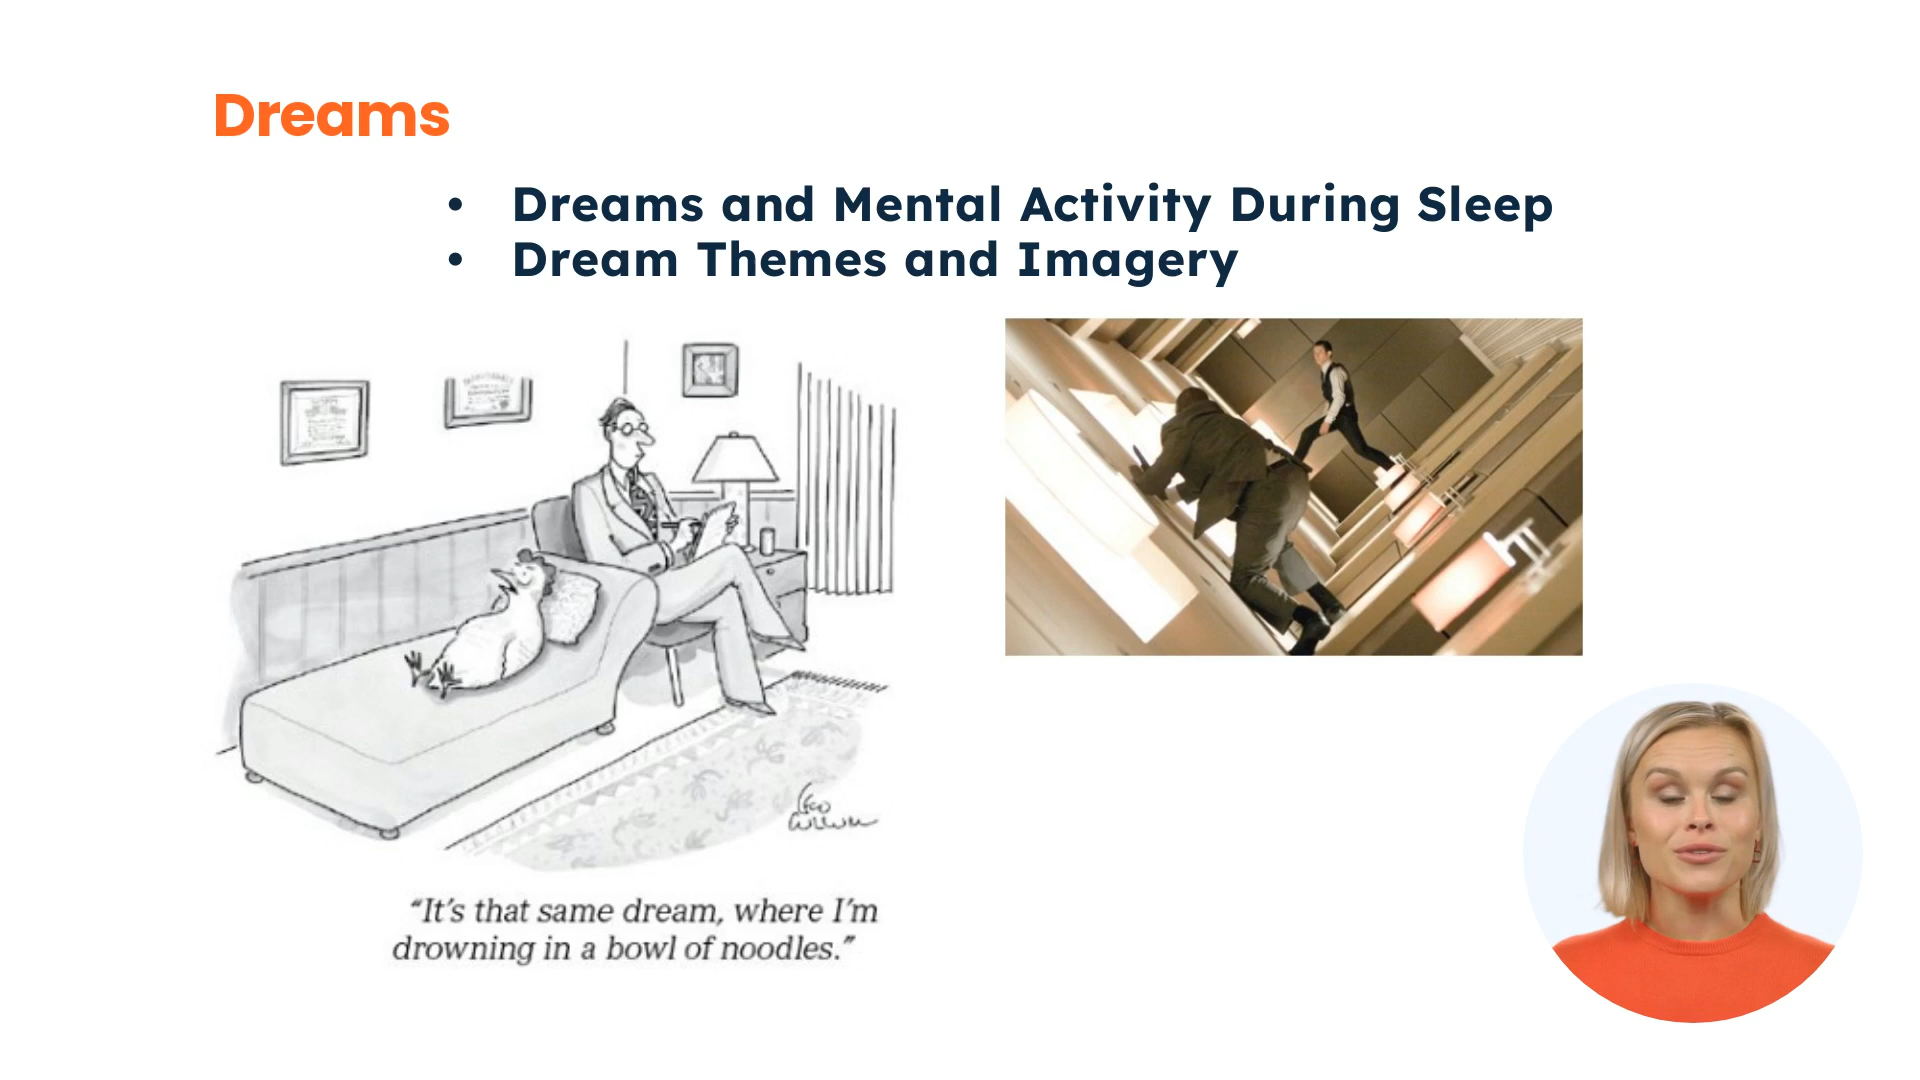 Dreams
• Dreams and Mental Activity During Sleep
• Dream Themes and Imagery
“It’s that same dream, where I’m
drowning in a bowl of noodles.”